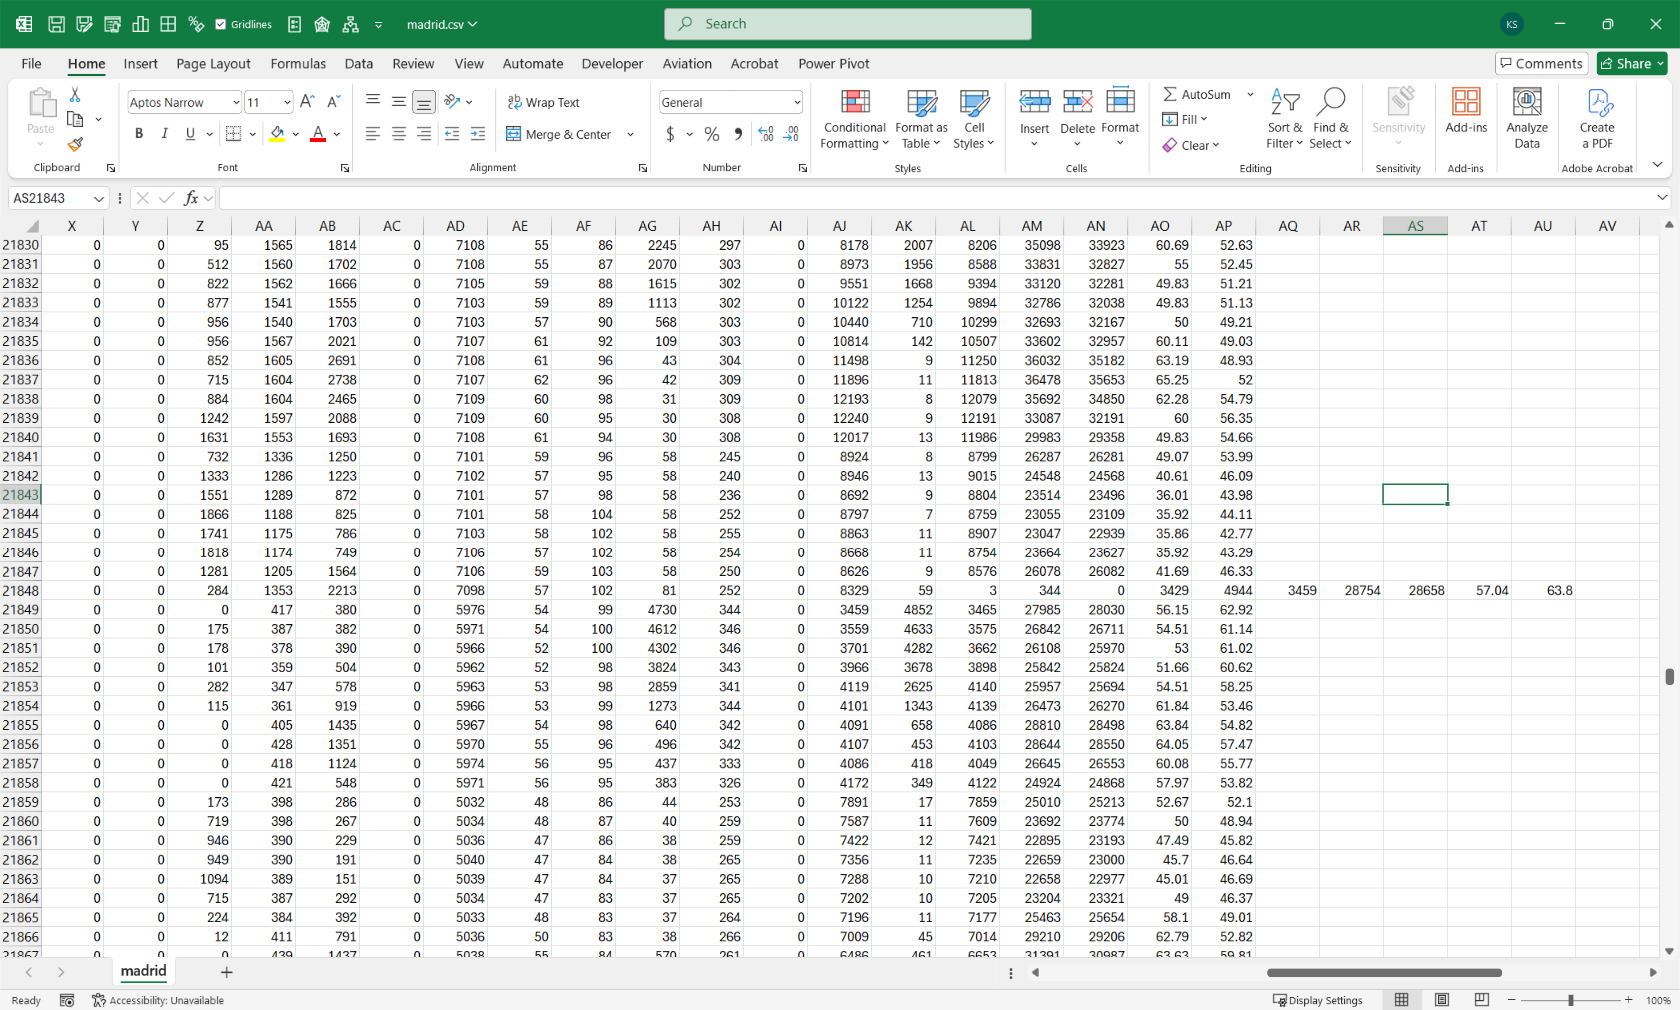 Gridlines madrid.csv Search KS
File Home Insert Page Layout Formulas Data Review View Automate Developer Aviation Acrobat Power Pivot Comments Share
Paste Aptos Narrow 11 Wrap Text General Conditional Formatting Format as Table Cell Styles Insert Delete Format AutoSum Fill Clear Sort & Filter Find & Select Sensitivity Add-ins Analyze Data Create a PDF
B I U A Merge & Center $ % 9
Clipboard Font Alignment Number Styles Cells Editing Sensitivity Add-ins Adobe Acrobat
AS21843 fx
X Y Z AA AB AC AD AE AF AG AH AI AJ AK AL AM AN AO AP AQ AR AS AT AU AV
21830 0 0 95 1565 1814 0 7108 55 86 2245 297 0 8178 2007 8206 35098 33923 60.69 52.63
21831 0 0 512 1560 1702 0 7108 55 87 2070 303 0 8973 1956 8588 33831 32827 55 52.45
21832 0 0 822 1562 1666 0 7105 59 88 1615 302 0 9551 1668 9394 33120 32281 49.83 51.21
21833 0 0 877 1541 1555 0 7103 59 89 1113 302 0 10122 1254 9894 32786 32038 49.83 51.13
21834 0 0 956 1540 1703 0 7103 57 90 568 303 0 10440 710 10299 32693 32167 50 49.21
21835 0 0 956 1567 2021 0 7107 61 92 109 303 0 10814 142 10507 33602 32957 60.11 49.03
21836 0 0 852 1605 2691 0 7108 61 96 43 304 0 11498 9 11250 36032 35182 63.19 48.93
21837 0 0 715 1604 2738 0 7107 62 96 42 309 0 11896 11 11813 36478 35653 65.25 52
21838 0 0 884 1604 2465 0 7109 60 98 31 309 0 12193 8 12079 35692 34850 62.28 54.79
21839 0 0 1242 1597 2088 0 7109 60 95 30 308 0 12240 9 12191 33087 32191 60 56.35
21840 0 0 1631 1553 1693 0 7108 61 94 30 308 0 12017 13 11986 29983 29358 49.83 54.66
21841 0 0 732 1336 1250 0 7101 59 96 58 245 0 8924 8 8799 26287 26281 49.07 53.99
21842 0 0 1333 1286 1223 0 7102 57 95 58 240 0 8946 13 9015 24548 24568 40.61 46.09
21843 0 0 1551 1289 872 0 7101 57 98 58 236 0 8692 9 8804 23514 23496 36.01 43.98
21844 0 0 1866 1188 825 0 7101 58 104 58 252 0 8797 7 8759 23055 23109 35.92 44.11
21845 0 0 1741 1175 786 0 7103 58 102 58 255 0 8863 11 8907 23047 22939 35.86 42.77
21846 0 0 1818 1174 749 0 7106 57 102 58 254 0 8668 11 8754 23664 23627 35.92 43.29
21847 0 0 1281 1205 1564 0 7106 59 103 58 250 0 8626 9 8576 26078 26082 41.69 46.33
21848 0 0 284 1353 2213 0 7098 57 102 81 252 0 8329 59 3 344 0 3429 4944 3459 28754 28658 57.04 63.8
21849 0 0 0 417 380 0 5976 54 99 4730 344 0 3459 4852 3465 27985 28030 56.15 62.92
21850 0 0 175 387 382 0 5971 54 100 4612 346 0 3559 4633 3575 26842 26711 54.51 61.14
21851 0 0 178 378 390 0 5966 52 100 4302 346 0 3701 4282 3662 26108 25970 53 61.02
21852 0 0 101 359 504 0 5962 52 98 3824 343 0 3966 3678 3898 25842 25824 51.66 60.62
21853 0 0 282 347 578 0 5963 53 98 2859 341 0 4119 2625 4140 25957 25694 54.51 58.25
21854 0 0 115 361 919 0 5966 53 99 1273 344 0 4101 1343 4139 26473 26270 61.84 53.46
21855 0 0 0 405 1435 0 5967 54 98 640 342 0 4091 658 4086 28810 28498 63.84 54.82
21856 0 0 0 428 1351 0 5970 55 96 496 342 0 4107 453 4103 28644 28550 64.05 57.47
21857 0 0 0 418 1124 0 5974 56 95 437 333 0 4086 418 4049 26645 26553 60.08 55.77
21858 0 0 0 421 548 0 5971 56 95 383 326 0 4172 349 4122 24924 24868 57.97 53.82
21859 0 0 173 398 286 0 5032 48 86 44 253 0 7891 17 7859 25010 25213 52.67 52.1
21860 0 0 719 398 267 0 5034 48 87 40 259 0 7587 11 7609 23692 23774 50 48.94
21861 0 0 946 390 229 0 5036 47 86 38 259 0 7422 12 7421 22895 23193 47.49 45.82
21862 0 0 949 390 191 0 5040 47 84 38 265 0 7356 11 7235 22659 23000 45.7 46.64
21863 0 0 1094 389 151 0 5039 47 84 37 265 0 7288 10 7210 22658 22977 45.01 46.69
21864 0 0 715 387 292 0 5034 47 83 37 265 0 7202 10 7205 23204 23321 49 46.37
21865 0 0 224 384 392 0 5033 48 83 37 264 0 7196 11 7177 25463 25654 58.1 49.01
21866 0 0 12 411 791 0 5036 50 83 38 266 0 7009 45 7014 29210 29206 62.79 52.82
21867 0 0 0 439 1437 0 5038 55 84 570 261 0 6486 461 6653 31391 30987 63.63 59.81
madrid
Ready Accessibility: Unavailable Display Settings 100%